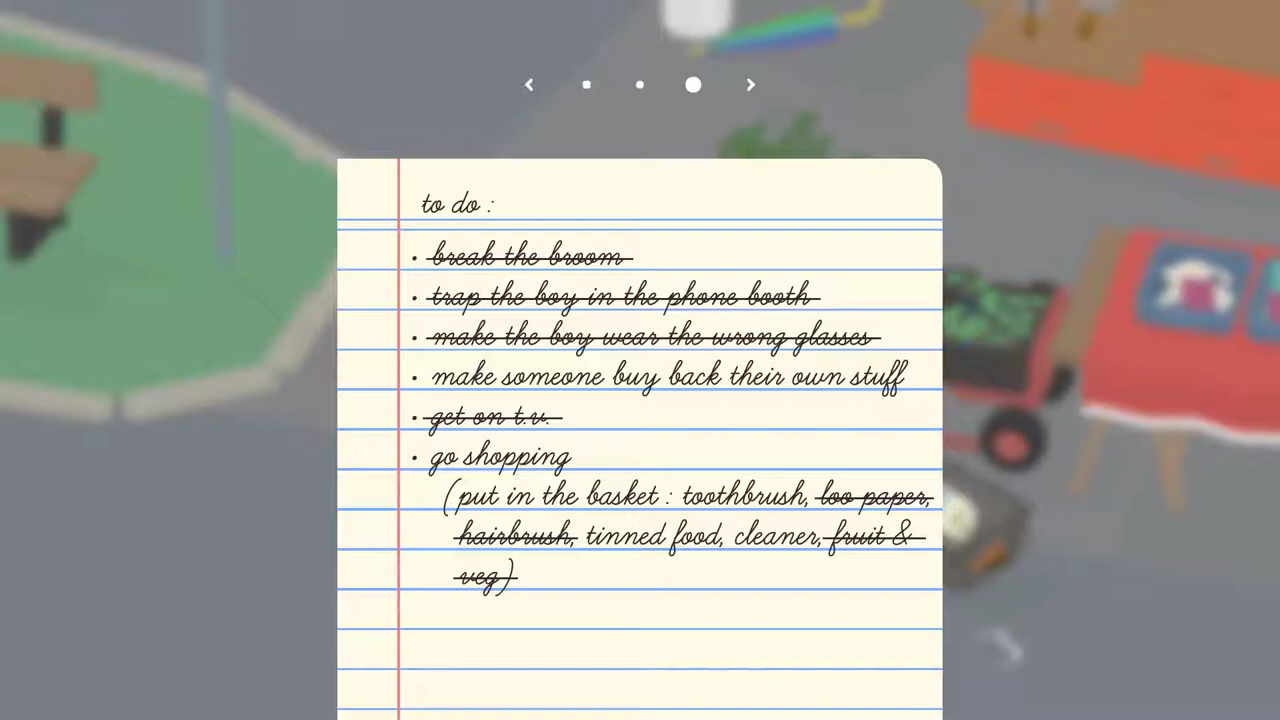 to do :
• break the broom
• trap the boy in the phone booth
• make the boy wear the wrong glasses
• make someone buy back their own stuff
• get on t.v.
• go shopping
(put in the basket : toothbrush, loo paper,
hairbrush, tinned food, cleaner, fruit &
veg)